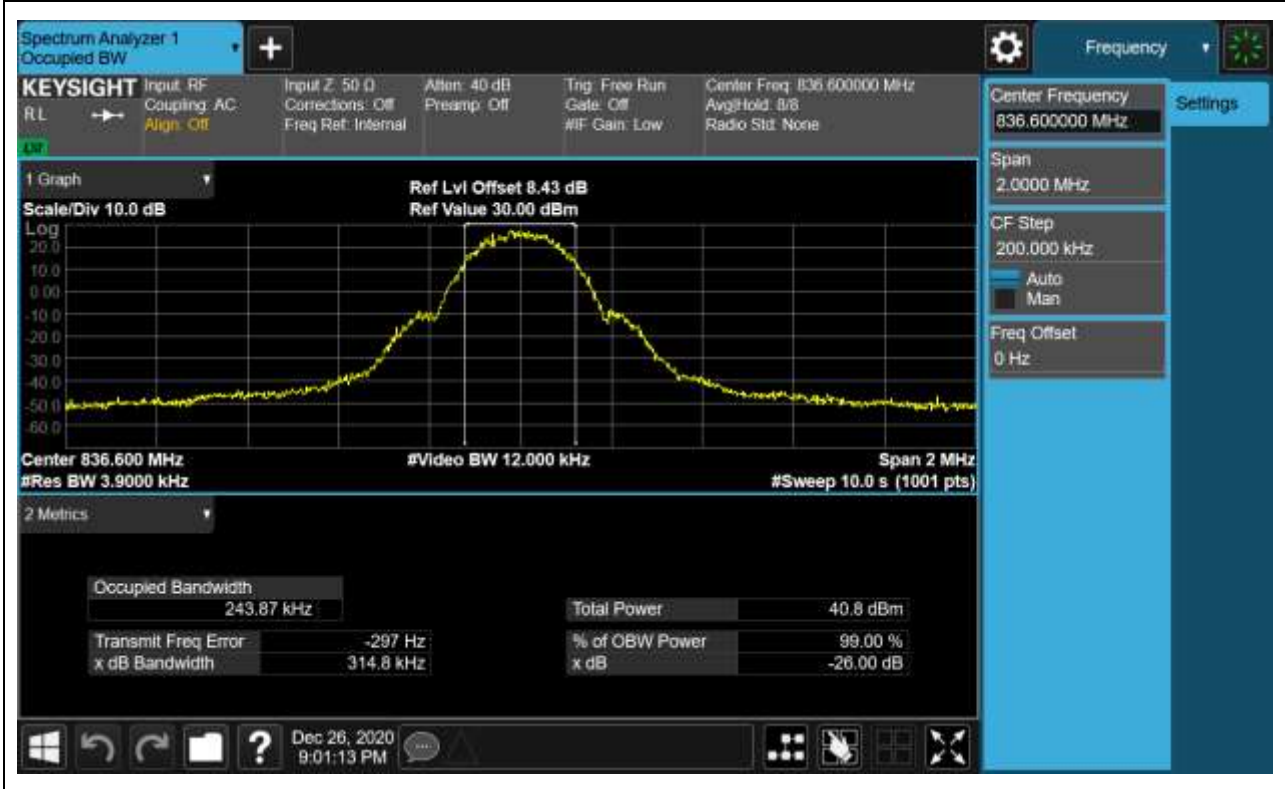 Spectrum Analyzer 1
Occupied BW
Frequency
KEYSIGHT
RL
Input: RF
Coupling: AC
Align: Off
Input Z: 50 Ω
Corrections: Off
Freq Ref: Internal
Atten: 40 dB
Preamp: Off
Trig: Free Run
Gate: Off
#IF Gain: Low
Center Freq: 836.600000 MHz
Avg|Hold: 8/8
Radio Std: None
Center Frequency
836.600000 MHz
Settings
Span
2.0000 MHz
CF Step
200.000 kHz
Auto
Man
Freq Offset
0 Hz
1 Graph
Scale/Div 10.0 dB
Ref Lvl Offset 8.43 dB
Ref Value 30.00 dBm
Log
20.0
10.0
0.00
-10.0
-20.0
-30.0
-40.0
-50.0
-60.0
Center 836.600 MHz
#Video BW 12.000 kHz
Span 2 MHz
#Res BW 3.9000 kHz
#Sweep 10.0 s (1001 pts)
2 Metrics
Occupied Bandwidth
243.87 kHz
Total Power 40.8 dBm
Transmit Freq Error -297 Hz
% of OBW Power 99.00 %
x dB Bandwidth 314.8 kHz
x dB -26.00 dB
?
Dec 26, 2020
9:01:13 PM